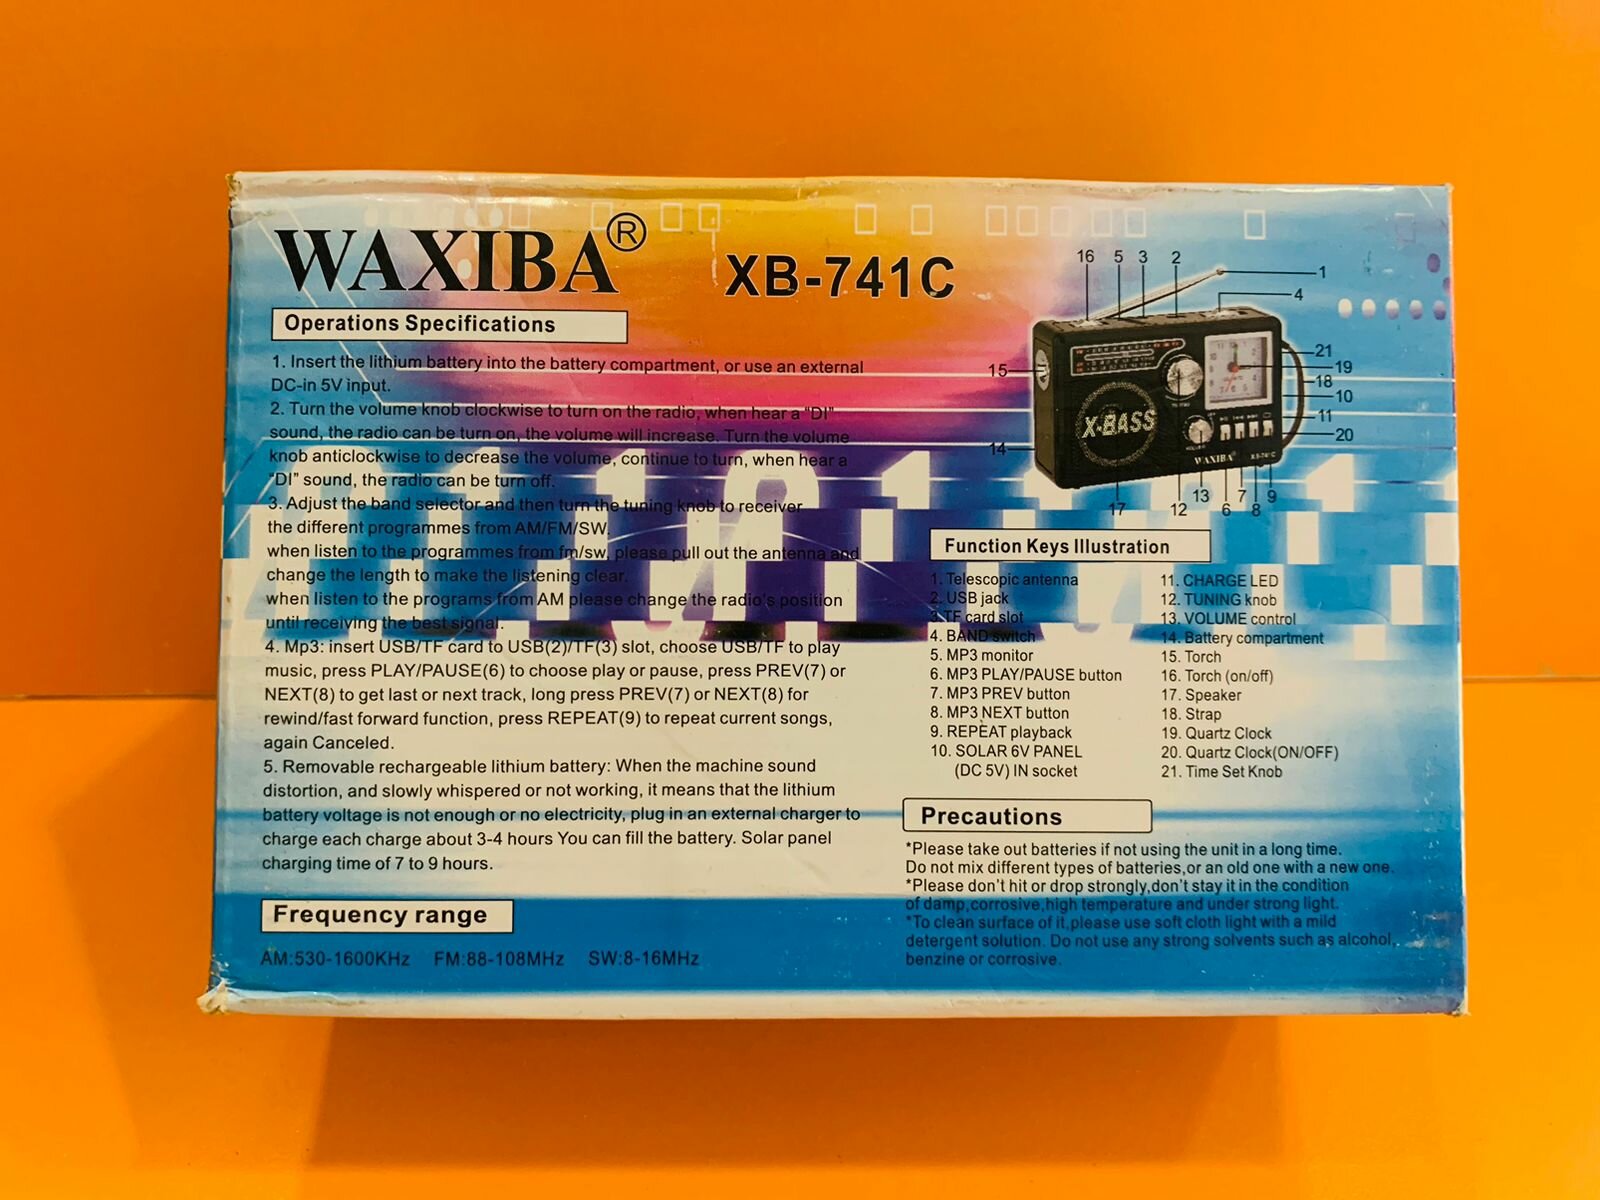 WAXIBA®
XB-741C
Operations Specifications
1. Insert the lithium battery into the battery compartment, or use an external
DC-in 5V input.
2. Turn the volume knob clockwise to turn on the radio, when hear a "DI"
sound, the radio can be turn on, the volume will increase. Turn the volume
knob anticlockwise to decrease the volume, continue to turn, when hear a
"DI" sound, the radio can be turn off.
3. Adjust the band selector and then turn the tuning knob to receiver
the different programmes from AM/FM/SW.
when listen to the programmes from fm/sw, please pull out the antenna and
change the length to make the listening clear.
when listen to the programs from AM please change the radio's position
until receiving the best signal.
4. Mp3: insert USB/TF card to USB(2)/TF(3) slot, choose USB/TF to play
music, press PLAY/PAUSE(6) to choose play or pause, press PREV(7) or
NEXT(8) to get last or next track, long press PREV(7) or NEXT(8) for
rewind/fast forward function, press REPEAT(9) to repeat current songs,
again Canceled.
5. Removable rechargeable lithium battery: When the machine sound
distortion, and slowly whispered or not working, it means that the lithium
battery voltage is not enough or no electricity, plug in an external charger to
charge each charge about 3-4 hours You can fill the battery. Solar panel
charging time of 7 to 9 hours.
Frequency range
AM:530-1600KHz FM:88-108MHz SW:8-16MHz
16 5 3 2
1
4
15
21
19
18
10
11
20
14
X-BASS
WAXIBA®
XB-741C
17 12 13 6 7 8 9
Function Keys Illustration
1. Telescopic antenna
2. USB jack
3. TF card slot
4. BAND switch
5. MP3 monitor
6. MP3 PLAY/PAUSE button
7. MP3 PREV button
8. MP3 NEXT button
9. REPEAT playback
10. SOLAR 6V PANEL
(DC 5V) IN socket
11. CHARGE LED
12. TUNING knob
13. VOLUME control
14. Battery compartment
15. Torch
16. Torch (on/off)
17. Speaker
18. Strap
19. Quartz Clock
20. Quartz Clock(ON/OFF)
21. Time Set Knob
Precautions
*Please take out batteries if not using the unit in a long time.
Do not mix different types of batteries,or an old one with a new one.
*Please don't hit or drop strongly,don't stay it in the condition
of damp,corrosive,high temperature and under strong light.
*To clean surface of it,please use soft cloth light with a mild
detergent solution. Do not use any strong solvents such as alcohol,
benzine or corrosive.